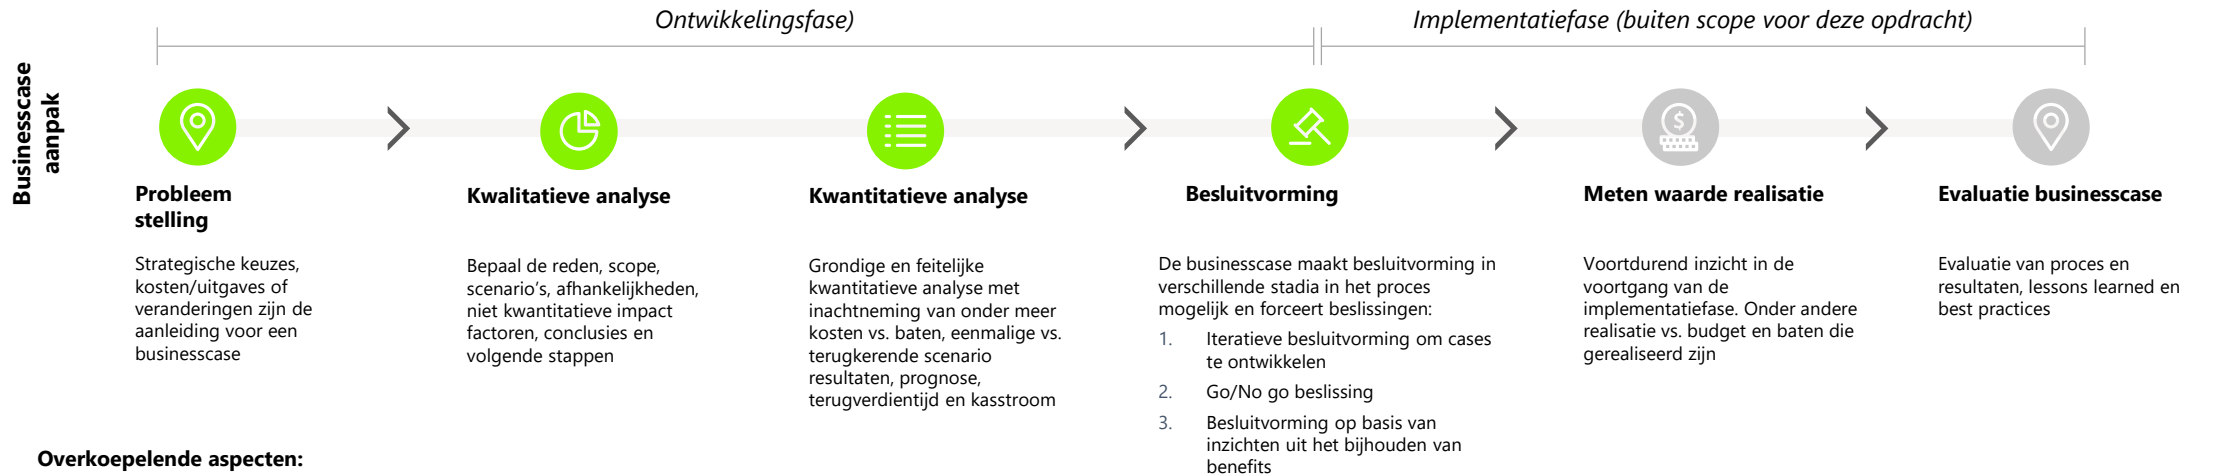 Ontwikkelingsfase)
Implementatiefase (buiten scope voor deze opdracht)
Businesscase
aanpak
Probleem
stelling
Strategische keuzes,
kosten/uitgaves of
veranderingen zijn de
aanleiding voor een
businesscase
Kwalitatieve analyse
Bepaal de reden, scope,
scenario's, afhankelijkheden,
niet kwantitatieve impact
factoren, conclusies en
volgende stappen
Kwantitatieve analyse
Grondige en feitelijke
kwantitatieve analyse met
inachtneming van onder meer
kosten vs. baten, eenmalige vs.
terugkerende scenario
resultaten, prognose,
terugverdientijd en kasstroom
Besluitvorming
De businesscase maakt besluitvorming in
verschillende stadia in het proces
mogelijk en forceert beslissingen:
1. Iteratieve besluitvorming om cases
te ontwikkelen
2. Go/No go beslissing
3. Besluitvorming op basis van
inzichten uit het bijhouden van
benefits
$
Meten waarde realisatie
Voortdurend inzicht in de
voortgang van de
implementatiefase. Onder andere
realisatie vs. budget en baten die
gerealiseerd zijn
Evaluatie businesscase
Evaluatie van proces en
resultaten, lessons learned en
best practices
Overkoepelende aspecten: